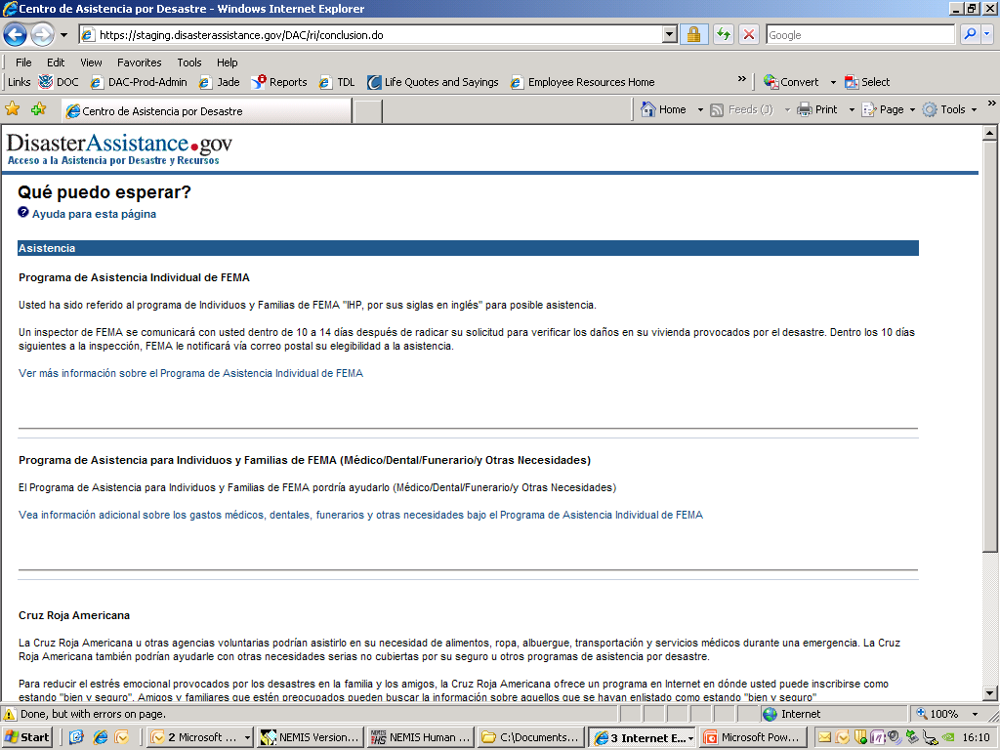 Centro de Asistencia por Desastre - Windows Internet Explorer
https://staging.disasterassistance.gov/DAC/ri/conclusion.do
Google
File Edit View Favorites Tools Help
Links DOC DAC-Prod-Admin Jade Reports TDL Life Quotes and Sayings Employee Resources Home » Convert Select
Centro de Asistencia por Desastre
Home Feeds (J) Print Page Tools »
DisasterAssistance.gov
Acceso a la Asistencia por Desastre y Recursos
Qué puedo esperar?
? Ayuda para esta página
Asistencia
Programa de Asistencia Individual de FEMA
Usted ha sido referido al programa de Individuos y Familias de FEMA "IHP, por sus siglas en inglés" para posible asistencia.
Un inspector de FEMA se comunicará con usted dentro de 10 a 14 días después de radicar su solicitud para verificar los daños en su vivienda provocados por el desastre. Dentro los 10 días
siguientes a la inspección, FEMA le notificará vía correo postal su elegibilidad a la asistencia.
Ver más información sobre el Programa de Asistencia Individual de FEMA
Programa de Asistencia para Individuos y Familias de FEMA (Médico/Dental/Funerario/y Otras Necesidades)
El Programa de Asistencia para Individuos y Familias de FEMA pordría ayudarlo (Médico/Dental/Funerario/y Otras Necesidades)
Vea información adicional sobre los gastos médicos, dentales, funerarios y otras necesidades bajo el Programa de Asistencia Individual de FEMA
Cruz Roja Americana
La Cruz Roja Americana u otras agencias voluntarias podrían asistirlo en su necesidad de alimentos, ropa, albuergue, transportación y servicios médicos durante una emergencia. La Cruz
Roja Americana también podrían ayudarle con otras necesidades serias no cubiertas por su seguro u otros programas de asistencia por desastre.
Para reducir el estrés emocional provocados por los desastres en la familia y los amigos, la Cruz Roja Americana ofrece un programa en Internet en dónde usted puede inscribirse como
estando "bien y seguro". Amigos y familiares que estén preocupados pueden buscar la información sobre aquellos que se hayan enlistado como estando "bien y seguro"
Done, but with errors on page. Internet 100%
Start 2 Microsoft ... NEMIS Version... NEMIS Human ... C:\Documents... 3 Internet E... Microsoft Pow... 16:10